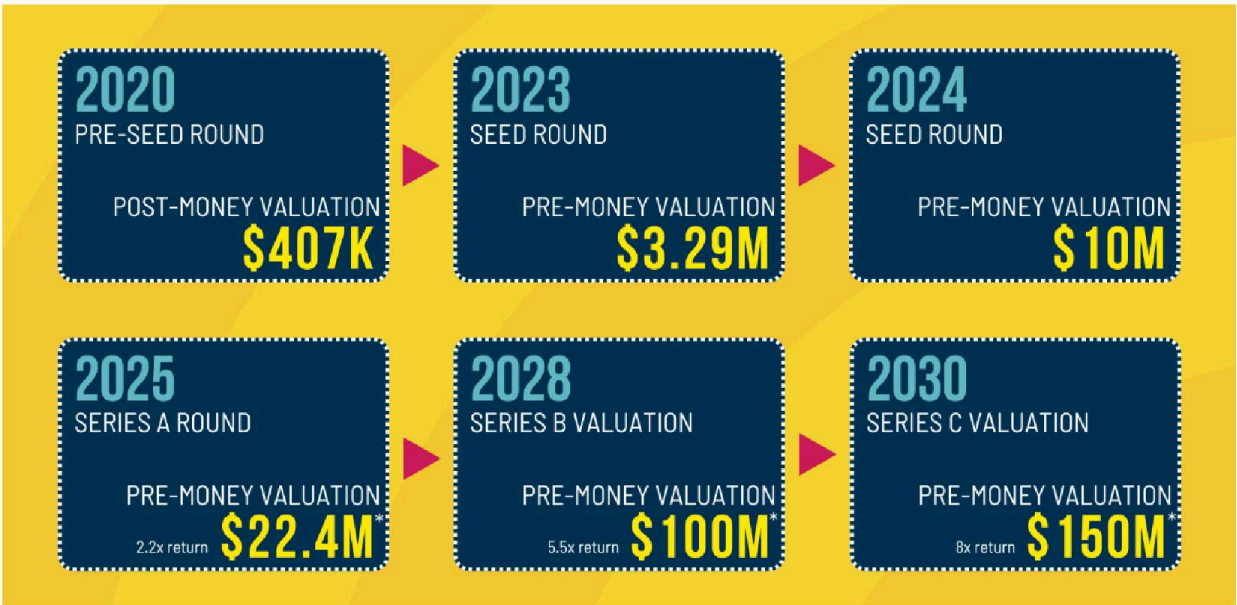 2020
PRE-SEED ROUND
POST-MONEY VALUATION
$407K
2023
SEED ROUND
PRE-MONEY VALUATION
$3.29M
2024
SEED ROUND
PRE-MONEY VALUATION
$10M
2025
SERIES A ROUND
PRE-MONEY VALUATION
2.2x return $22.4M*
2028
SERIES B VALUATION
PRE-MONEY VALUATION
5.5x return $100M*
2030
SERIES C VALUATION
PRE-MONEY VALUATION
8x return $150M*